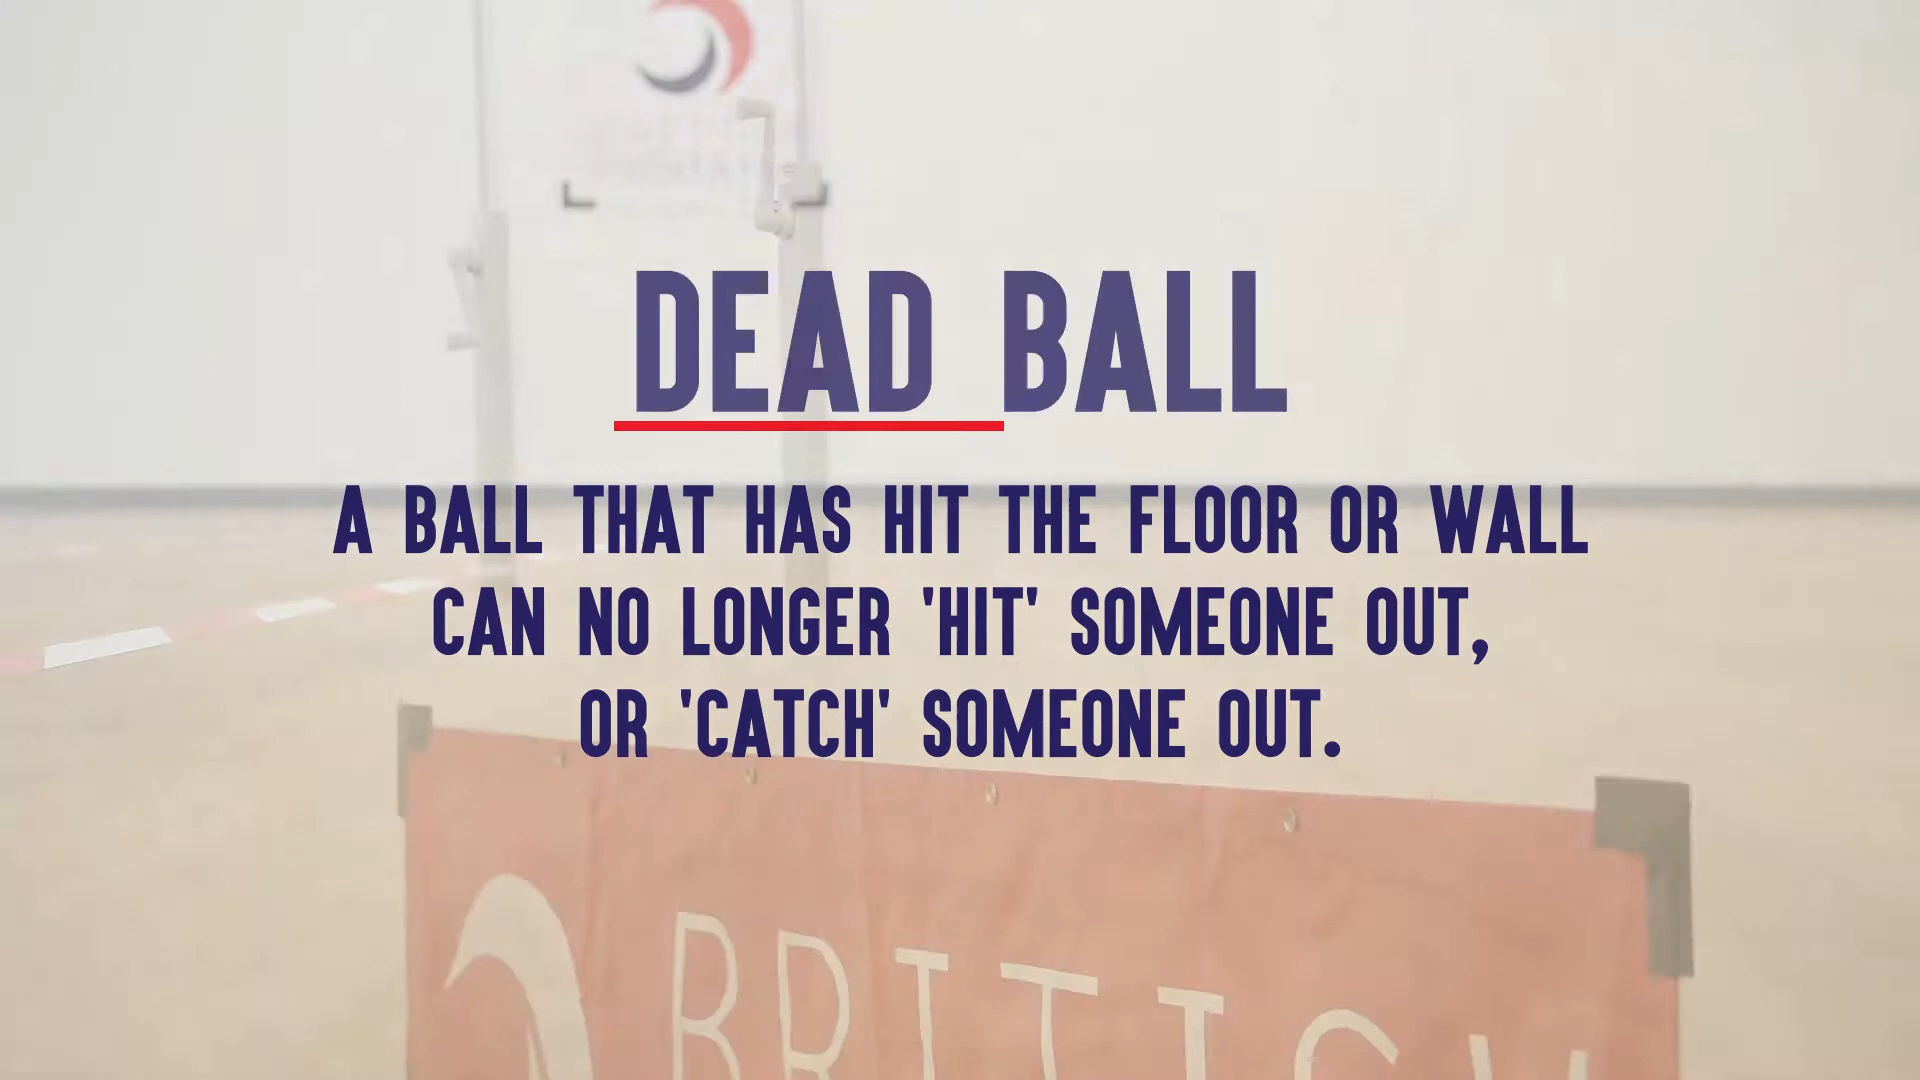 DEAD BALL
A BALL THAT HAS HIT THE FLOOR OR WALL
CAN NO LONGER 'HIT' SOMEONE OUT,
OR 'CATCH' SOMEONE OUT.
BRITISH